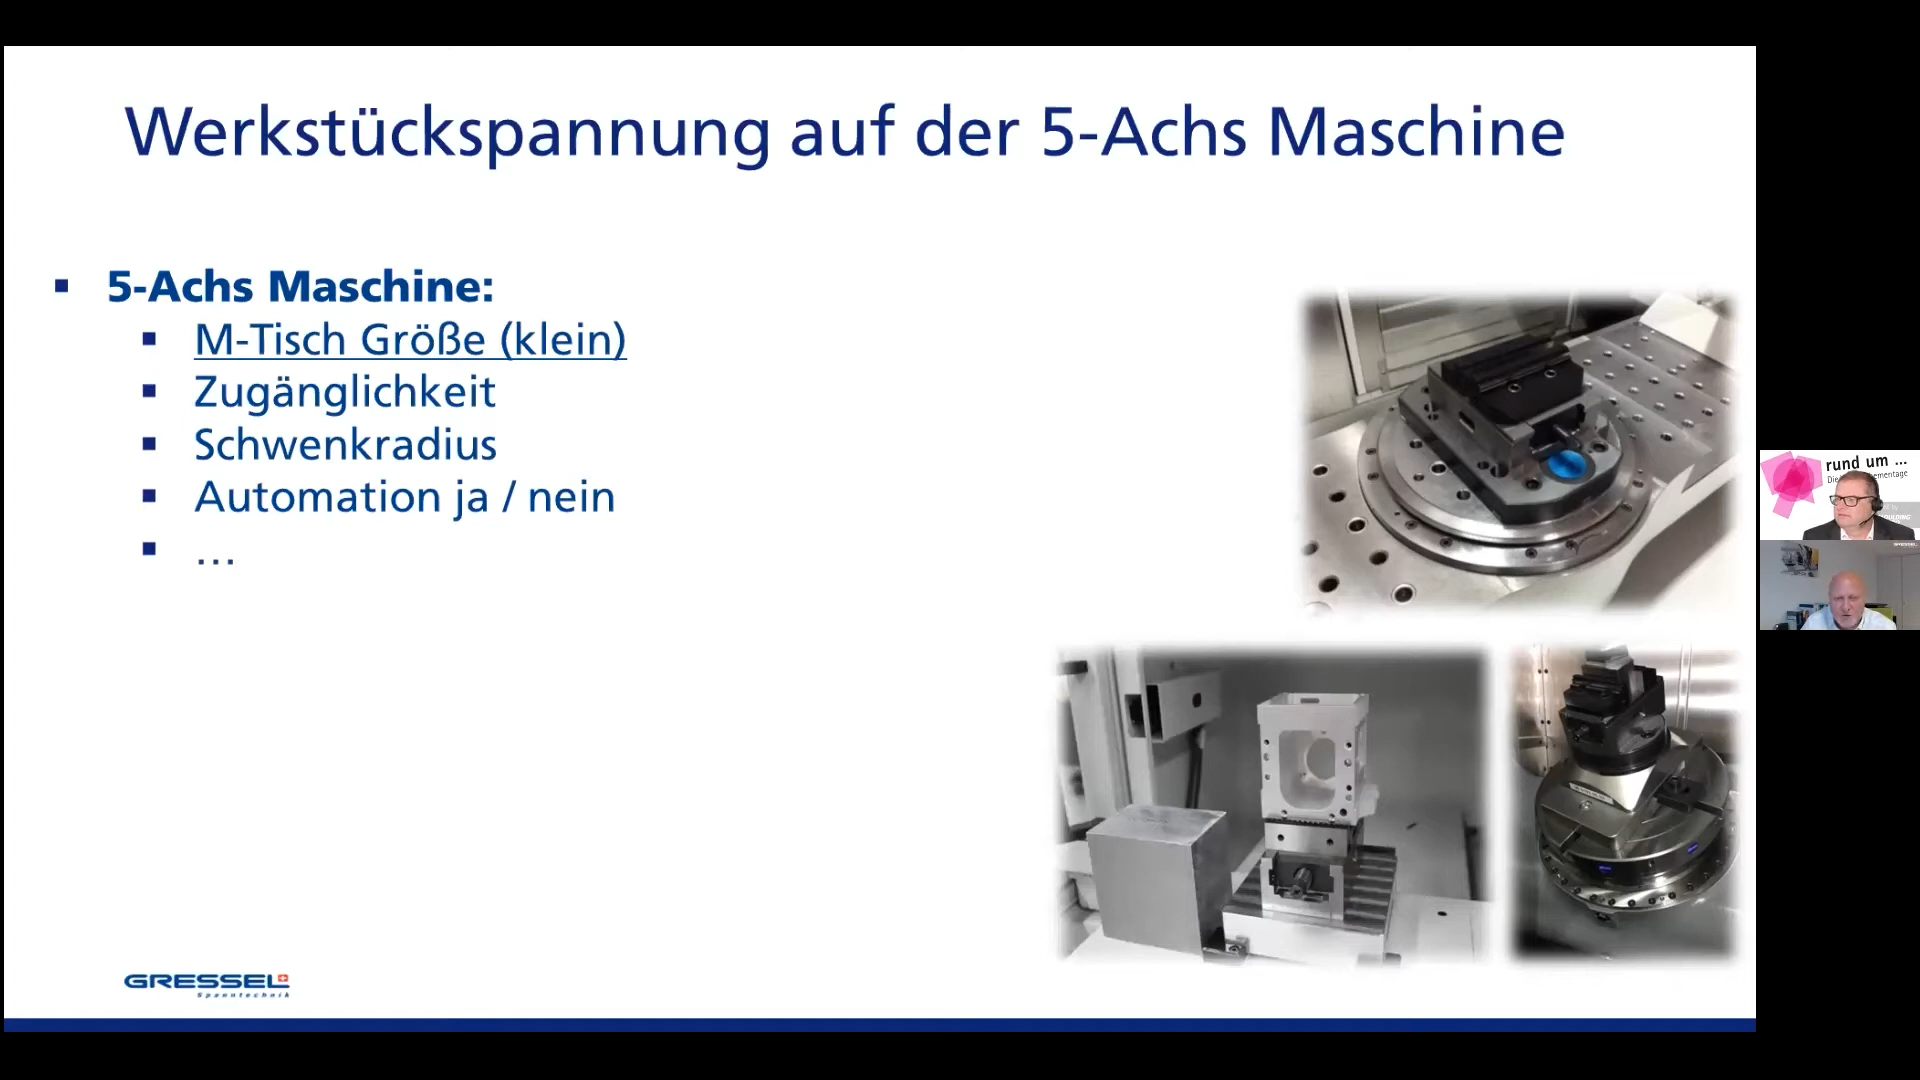 Werkstückspannung auf der 5-Achs Maschine
5-Achs Maschine:
M-Tisch Größe (klein)
Zugänglichkeit
Schwenkradius
Automation ja / nein
...
GRESSEL
Spanntechnik
rund um ...
GRESSEL